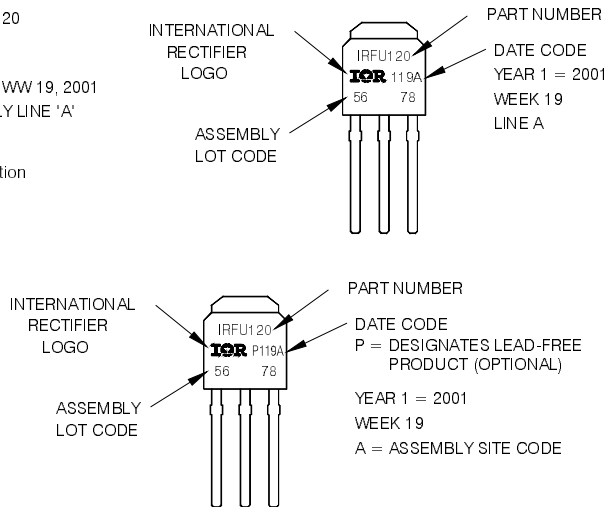 20
WW 19, 2001
LY LINE 'A'
tion
INTERNATIONAL
RECTIFIER
LOGO
ASSEMBLY
LOT CODE
IRFU120
IOR 119A
56 78
PART NUMBER
DATE CODE
YEAR 1 = 2001
WEEK 19
LINE A
INTERNATIONAL
RECTIFIER
LOGO
ASSEMBLY
LOT CODE
IRFU120
IOR P119A
56 78
PART NUMBER
DATE CODE
P = DESIGNATES LEAD-FREE
PRODUCT (OPTIONAL)
YEAR 1 = 2001
WEEK 19
A = ASSEMBLY SITE CODE